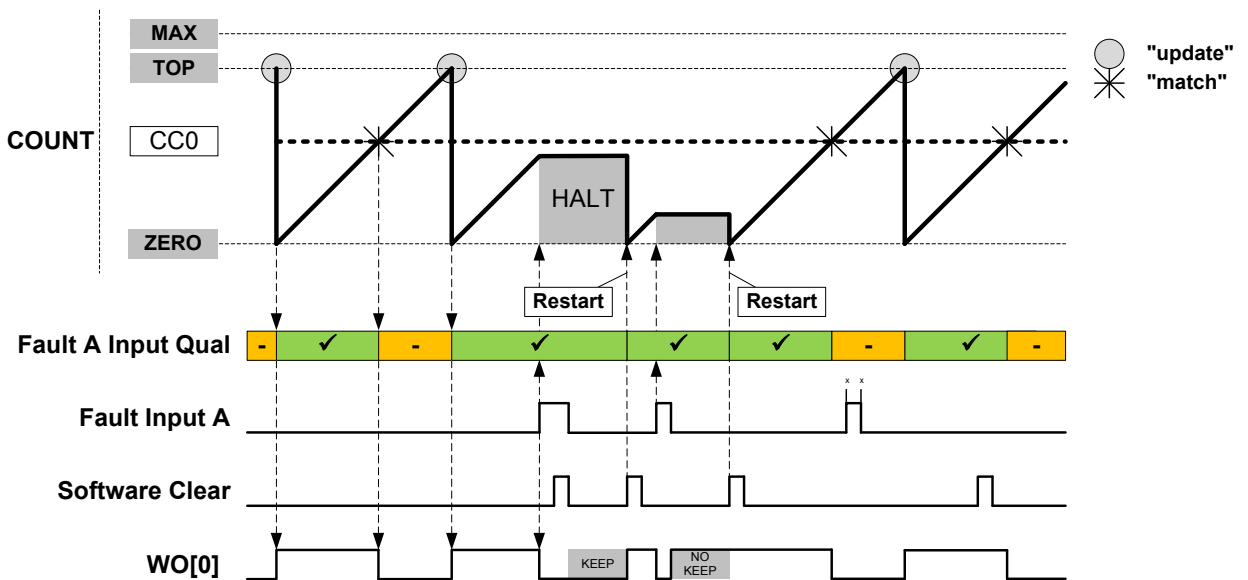 MAX
TOP
"update"
"match"
COUNT
CC0
HALT
ZERO
Restart
Restart
Fault A Input Qual
- ✓ - ✓ ✓ ✓ - ✓ -
x x
Fault Input A
Software Clear
WO[0]
KEEP
NO
KEEP